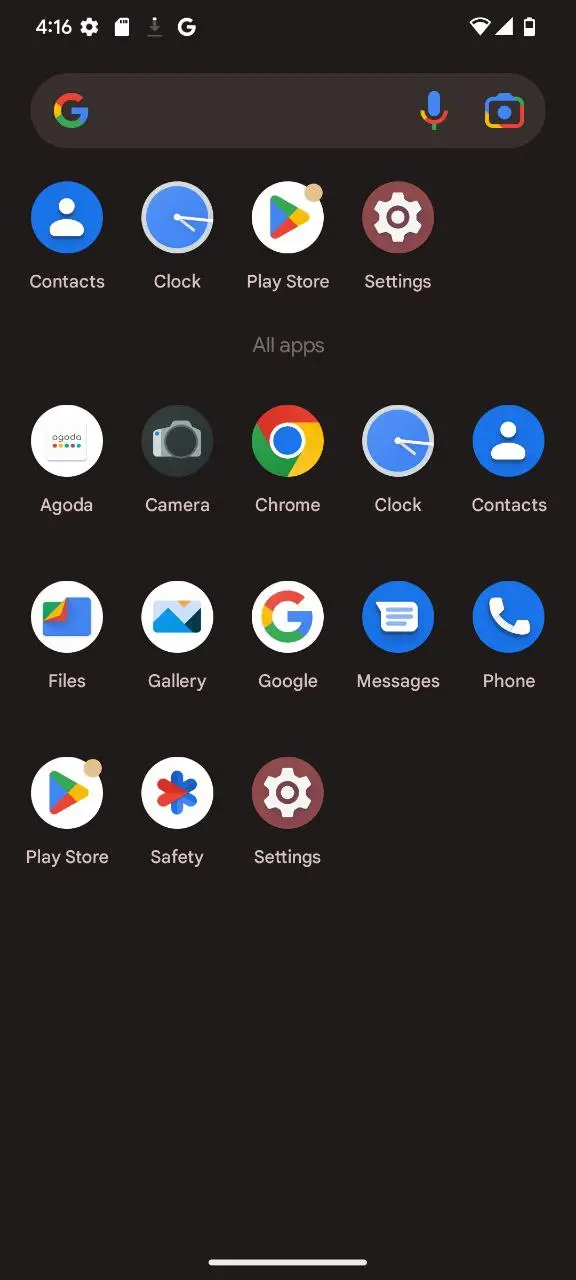 4:16
Contacts Clock Play Store Settings
All apps
agoda
Agoda Camera Chrome Clock Contacts
Files Gallery Google Messages Phone
Play Store Safety Settings